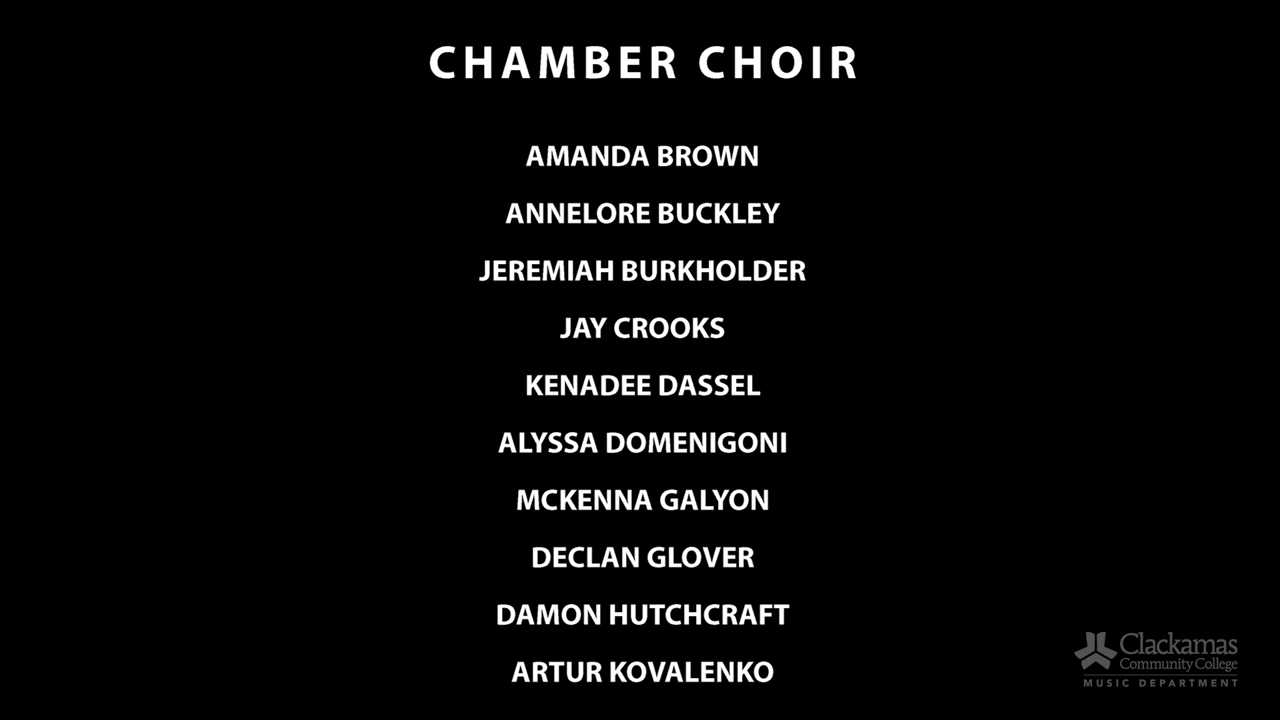 CHAMBER CHOIR
AMANDA BROWN
ANNELORE BUCKLEY
JEREMIAH BURKHOLDER
JAY CROOKS
KENADEE DASSEL
ALYSSA DOMENIGONI
MCKENNA GALYON
DECLAN GLOVER
DAMON HUTCHCRAFT
ARTUR KOVALENKO
Clackamas
Community College
MUSIC DEPARTMENT